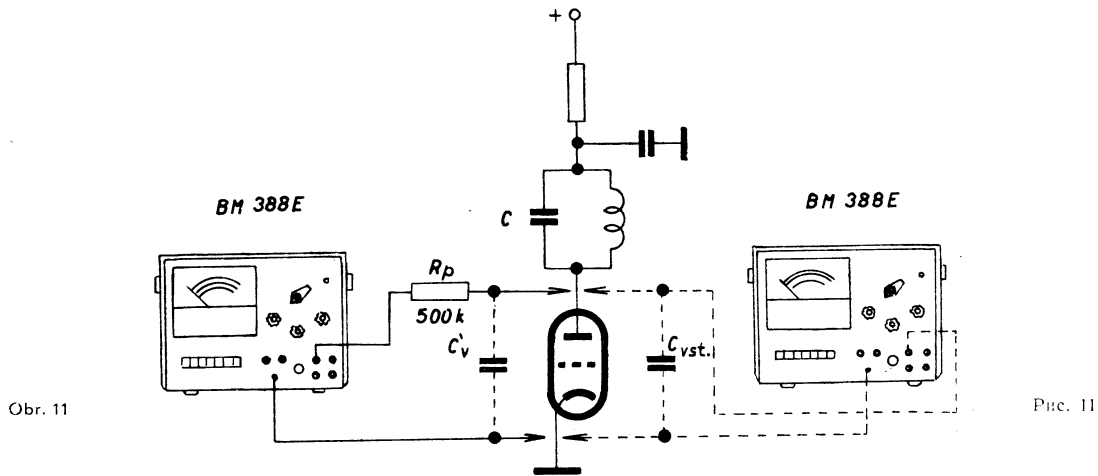 +
BM 388E
BM 388E
C
Rp
500k
C'v
Cvst.
Obr. 11
Рис. 11